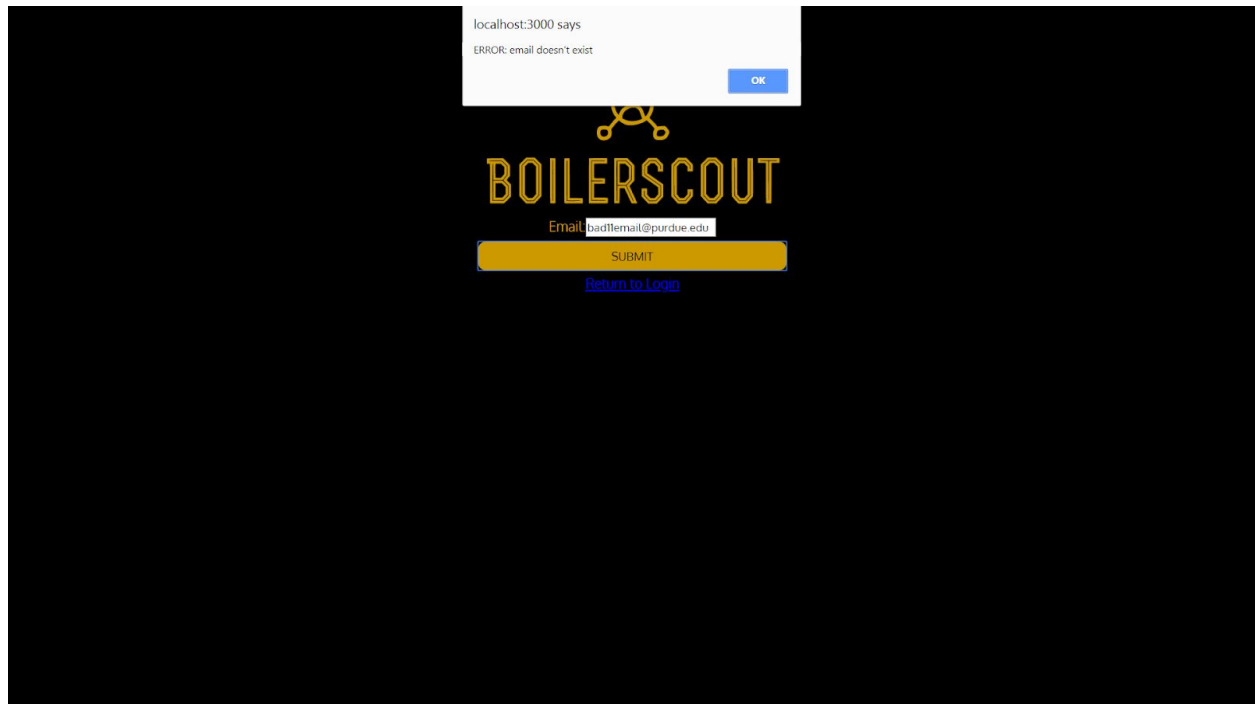 localhost:3000 says
ERROR: email doesn't exist
OK
BOILERSCOUT
Email: bad11email@purdue.edu
SUBMIT
Return to Login